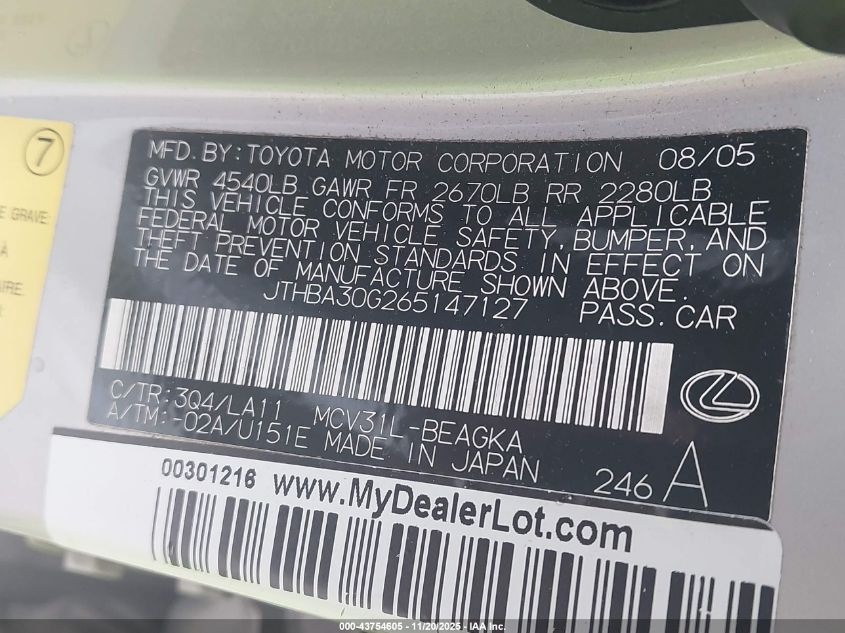 7
E GRAVE
A
AIRE
MFD. BY: TOYOTA MOTOR CORPORATION 08/05
GVWR 4540LB GAWR FR 2670LB RR 2280LB
THIS VEHICLE CONFORMS TO ALL APPLICABLE
FEDERAL MOTOR VEHICLE SAFETY, BUMPER, AND
THEFT PREVENTION STANDARDS IN EFFECT ON
THE DATE OF MANUFACTURE SHOWN ABOVE.
JTHBA30G265147127 PASS. CAR
C/TR: 3Q4/LA11 MCV31L-BEAGKA
A/TM: -02A/U151E MADE IN JAPAN
246 A
00301216 www.MyDealerLot.com
000-43754605 - 11/20/2025 - IAA Inc.